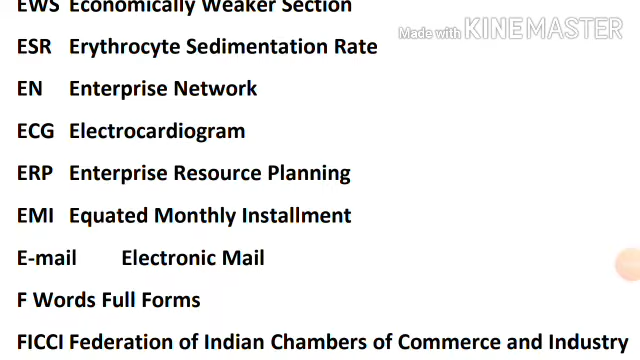 EWS Economically Weaker Section
Made with KINEMASTER
ESR Erythrocyte Sedimentation Rate
EN Enterprise Network
ECG Electrocardiogram
ERP Enterprise Resource Planning
EMI Equated Monthly Installment
E-mail Electronic Mail
F Words Full Forms
FICCI Federation of Indian Chambers of Commerce and Industry